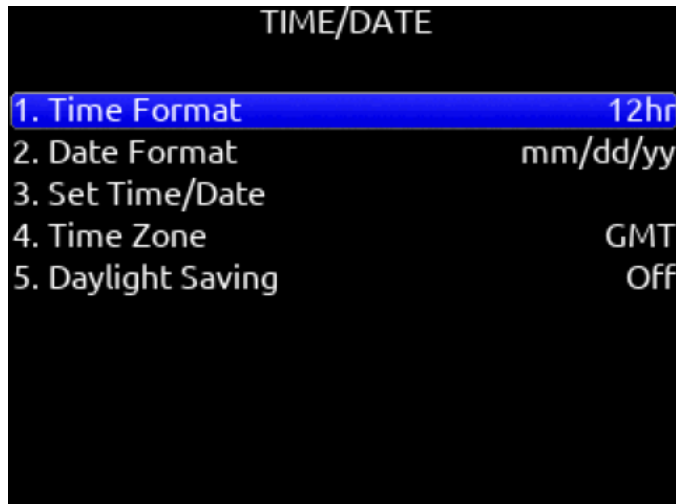 TIME/DATE
1. Time Format 12hr
2. Date Format mm/dd/yy
3. Set Time/Date
4. Time Zone GMT
5. Daylight Saving Off